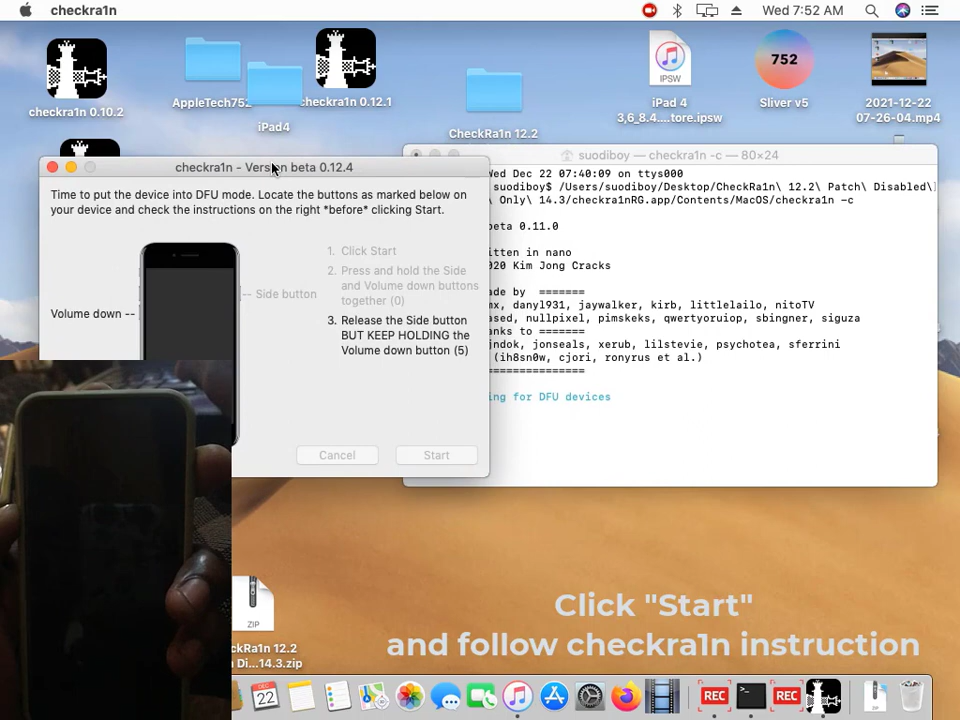 checkra1n
Wed 7:52 AM
checkra1n 0.10.2
AppleTech752
iPad4
checkra1n 0.12.1
CheckRa1n 12.2
IPSW
iPad 4
3,6_8.4....tore.ipsw
752
Sliver v5
2021-12-22
07-26-04.mp4
checkra1n - Version beta 0.12.4
Time to put the device into DFU mode. Locate the buttons as marked below on
your device and check the instructions on the right *before* clicking Start.
1. Click Start
2. Press and hold the Side
and Volume down buttons
together (0)
3. Release the Side button
BUT KEEP HOLDING the
Volume down button (5)
-- Side button
Volume down --
Cancel
Start
suodiboy — checkra1n -c — 80×24
Wed Dec 22 07:40:09 on ttys000
suodiboy$ /Users/suodiboy/Desktop/CheckRa1n\ 12.2\ Patch\ Disabled\
\ Only\ 14.3/checkra1nRG.app/Contents/MacOS/checkra1n -c
beta 0.11.0
itten in nano
020 Kim Jong Cracks
ade by =======
mx, danyl931, jaywalker, kirb, littlelailo, nitoTV
ased, nullpixel, pimskeks, qwertyoruiop, sbingner, siguza
anks to =======
jndok, jonseals, xerub, lilstevie, psychotea, sferrini
(ih8sn0w, cjori, ronyrus et al.)
===============
ing for DFU devices
ZIP
ckRa1n 12.2
n Di...14.3.zip
Click "Start"
and follow checkra1n instruction
DEC
22
REC
REC
ZIP